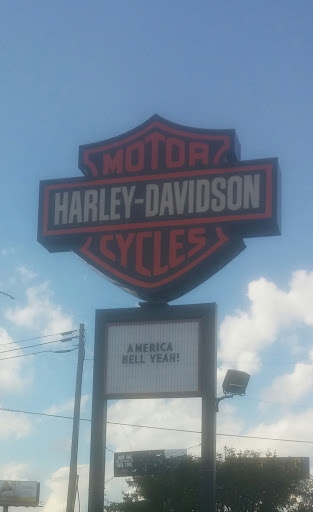 MOTOR
HARLEY-DAVIDSON
CYCLES
AMERICA
HELL YEAH!